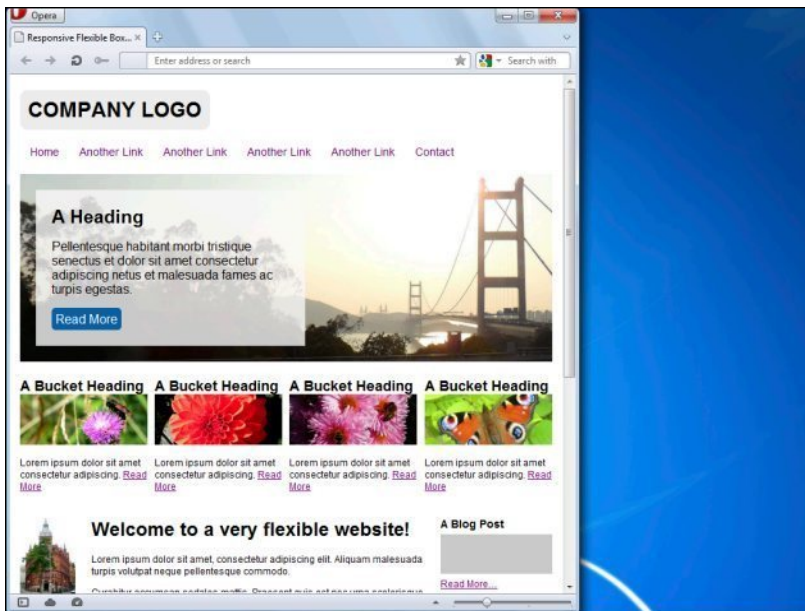 Opera
Responsive Flexible Box...
Enter address or search
Search with
COMPANY LOGO
Home Another Link Another Link Another Link Another Link Contact
A Heading
Pellentesque habitant morbi tristique
senectus et dolor sit amet consectetur
adipiscing netus et malesuada fames ac
turpis egestas.
Read More
A Bucket Heading A Bucket Heading A Bucket Heading A Bucket Heading
Lorem ipsum dolor sit amet
consectetur adipiscing. Read
More
Lorem ipsum dolor sit amet
consectetur adipiscing. Read
More
Lorem ipsum dolor sit amet
consectetur adipiscing. Read
More
Lorem ipsum dolor sit amet
consectetur adipiscing. Read
More
Welcome to a very flexible website!
Lorem ipsum dolor sit amet, consectetur adipiscing elit. Aliquam malesuada
turpis volutpat neque pellentesque commodo.
A Blog Post
Read More...